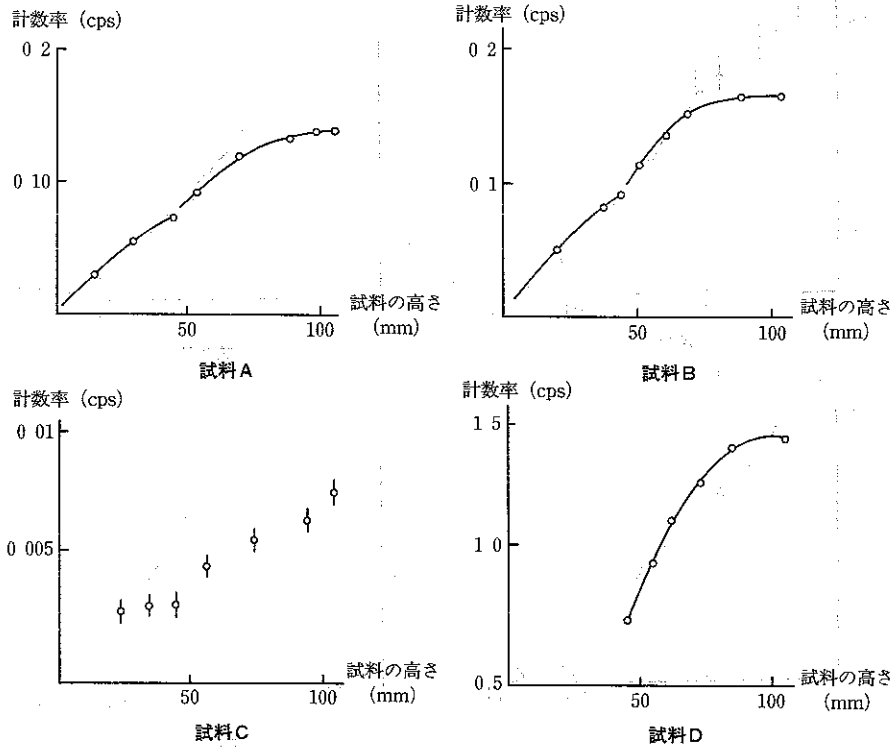 計数率 (cps)
0 2
0 10
50
100
試料の高さ
(mm)
試料A
計数率 (cps)
0 2
0 1
50
100
試料の高さ
(mm)
試料B
計数率 (cps)
0 01
0 005
50
100
試料の高さ
(mm)
試料C
計数率 (cps)
1 5
1 0
0.5
50
100
試料の高さ
(mm)
試料D